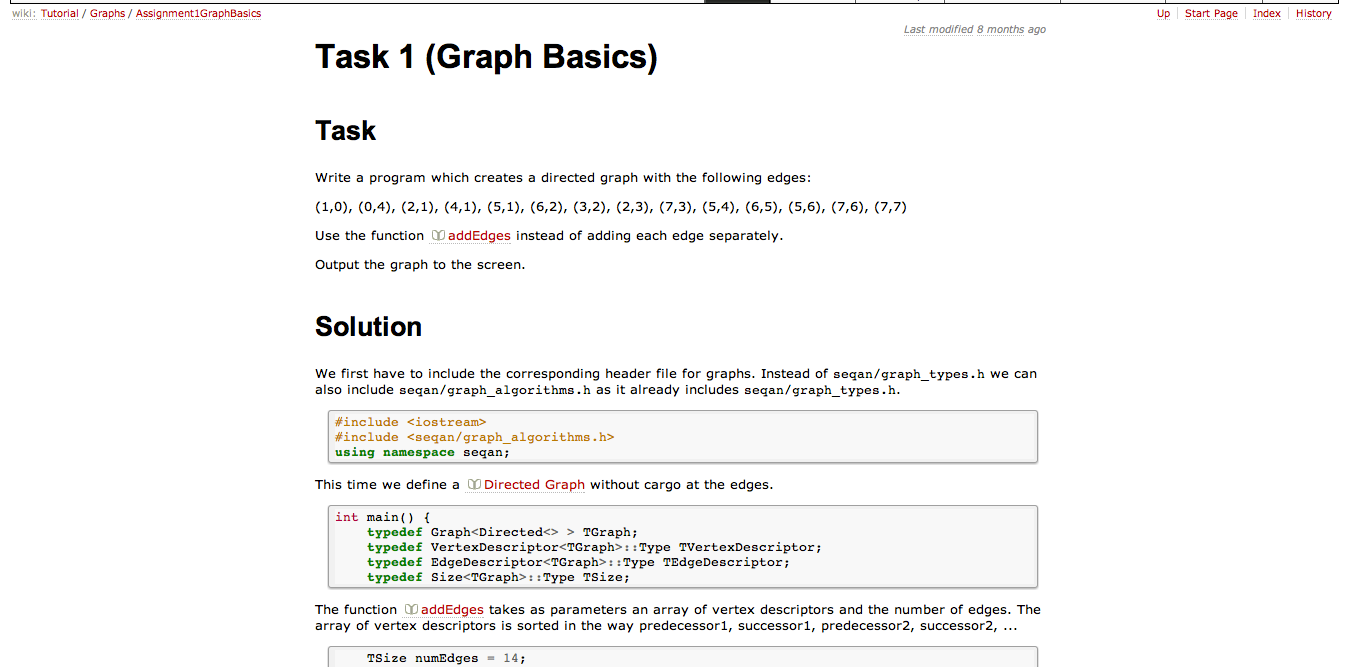 wiki: Tutorial / Graphs / Assignment1GraphBasics
Up Start Page Index History
Last modified 8 months ago
Task 1 (Graph Basics)
Task
Write a program which creates a directed graph with the following edges:
(1,0), (0,4), (2,1), (4,1), (5,1), (6,2), (3,2), (2,3), (7,3), (5,4), (6,5), (5,6), (7,6), (7,7)
Use the function addEdges instead of adding each edge separately.
Output the graph to the screen.
Solution
We first have to include the corresponding header file for graphs. Instead of seqan/graph_types.h we can
also include seqan/graph_algorithms.h as it already includes seqan/graph_types.h.
#include <iostream>
#include <seqan/graph_algorithms.h>
using namespace seqan;
This time we define a Directed Graph without cargo at the edges.
int main() {
    typedef Graph<Directed<> > TGraph;
    typedef VertexDescriptor<TGraph>::Type TVertexDescriptor;
    typedef EdgeDescriptor<TGraph>::Type TEdgeDescriptor;
    typedef Size<TGraph>::Type TSize;
The function addEdges takes as parameters an array of vertex descriptors and the number of edges. The
array of vertex descriptors is sorted in the way predecessor1, successor1, predecessor2, successor2, ...
    TSize numEdges = 14;